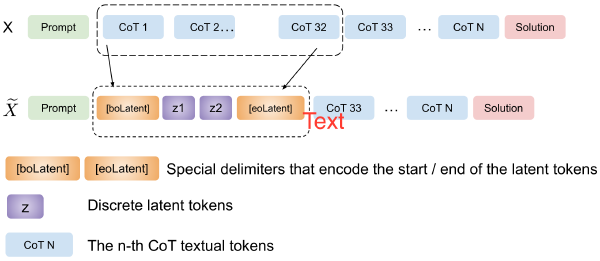 X Prompt CoT 1 CoT 2... CoT 32 CoT 33 ... CoT N Solution
X̃ Prompt [boLatent] z1 z2 [eoLatent] CoT 33 ... CoT N Solution
Text
[boLatent] [eoLatent] Special delimiters that encode the start / end of the latent tokens
z Discrete latent tokens
CoT N The n-th CoT textual tokens